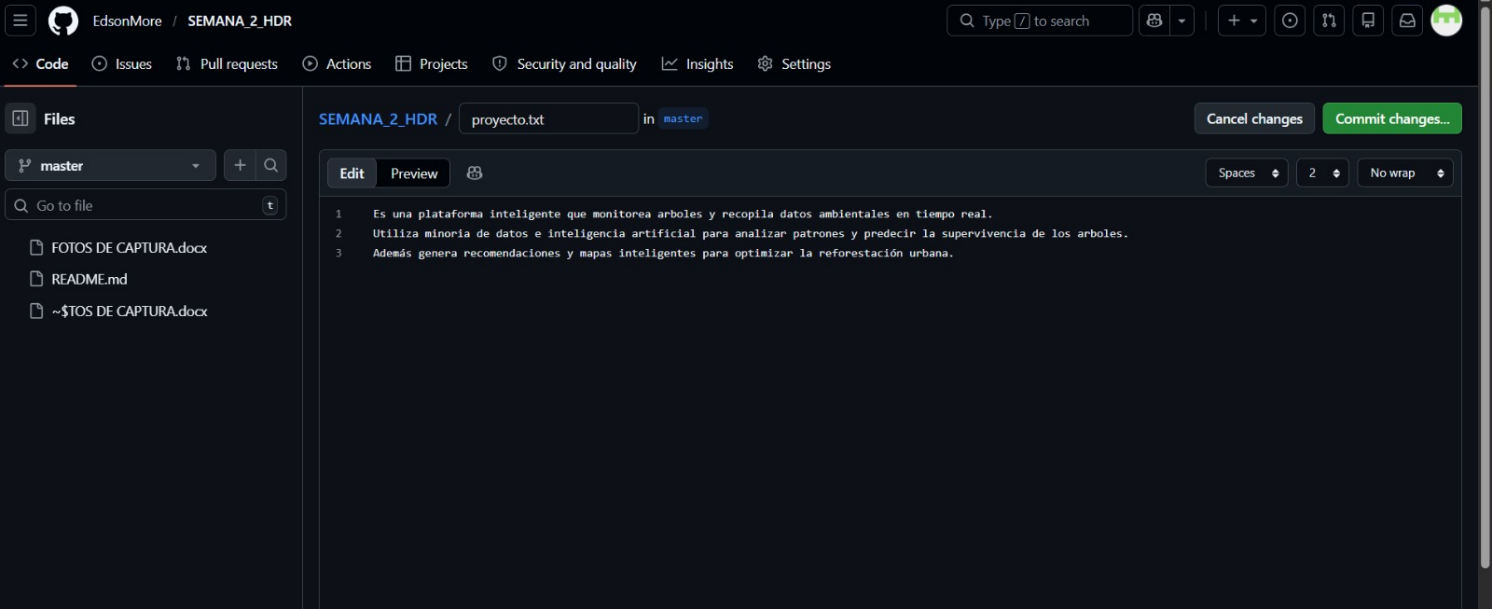 EdsonMore / SEMANA_2_HDR
Type / to search
Code
Issues
Pull requests
Actions
Projects
Security and quality
Insights
Settings
Files
master
Go to file
t
FOTOS DE CAPTURA.docx
README.md
~$TOS DE CAPTURA.docx
SEMANA_2_HDR / proyecto.txt in master
Cancel changes
Commit changes...
Edit
Preview
Spaces
2
No wrap
1 Es una plataforma inteligente que monitorea arboles y recopila datos ambientales en tiempo real.
2 Utiliza minoria de datos e inteligencia artificial para analizar patrones y predecir la supervivencia de los arboles.
3 Además genera recomendaciones y mapas inteligentes para optimizar la reforestación urbana.